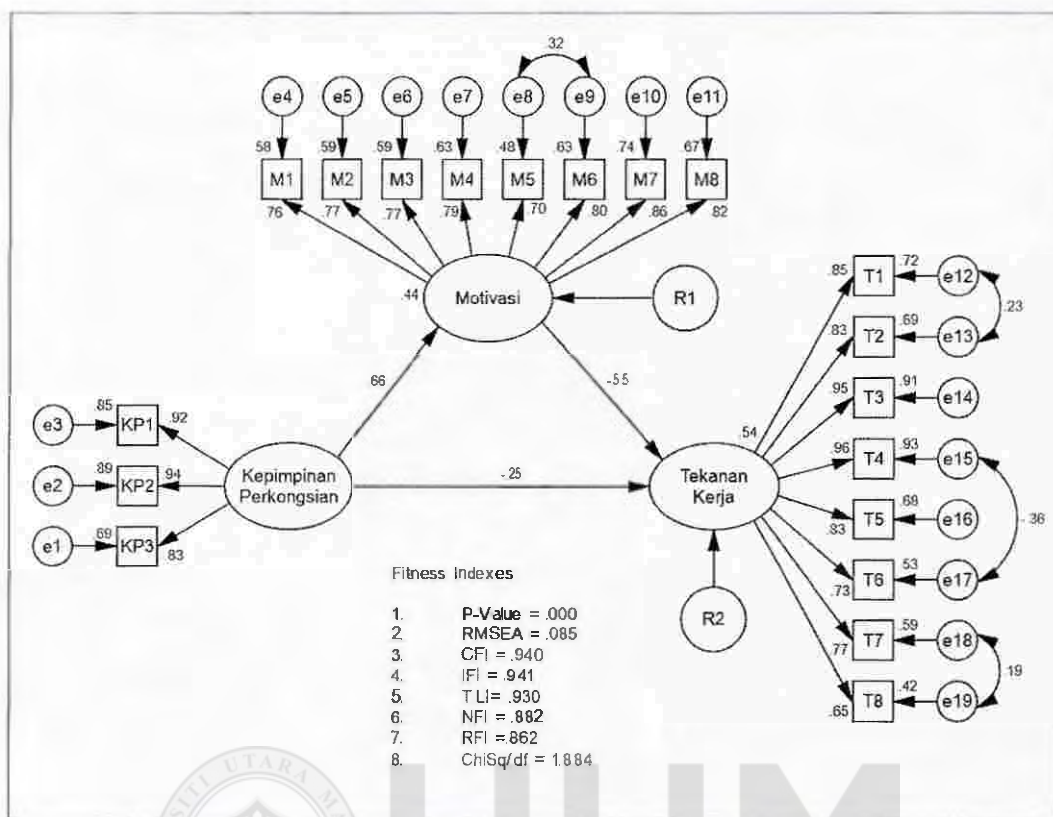 .32
e4 e5 e6 e7 e8 e9 e10 e11
.58 .59 .59 .63 .48 .63 .74 .67
M1 M2 M3 M4 M5 M6 M7 M8
.76 .77 .77 .79 .70 .80 .86 .82
.44 Motivasi R1
66 -.55
.85 T1 .72 e12
.23
.83 T2 .69 e13
.95 T3 .91 e14
.54
.96 T4 .93 e15
.83 T5 .68 e16
-.36
.73 T6 .53 e17
.77 T7 .59 e18
.19
.65 T8 .42 e19
e3 .85 KP1 .92
e2 .89 KP2 .94
e1 .69 KP3 .83
Kepimpinan
Perkongsian
-.25
Tekanan
Kerja
R2
Fitness Indexes
1. P-Value = .000
2. RMSEA = .085
3. CFI = .940
4. IFI = .941
5. TLI= .930
6. NFI = .882
7. RFI =.862
8. ChiSq/df = 1.884
SITI UTARA MA
UUM